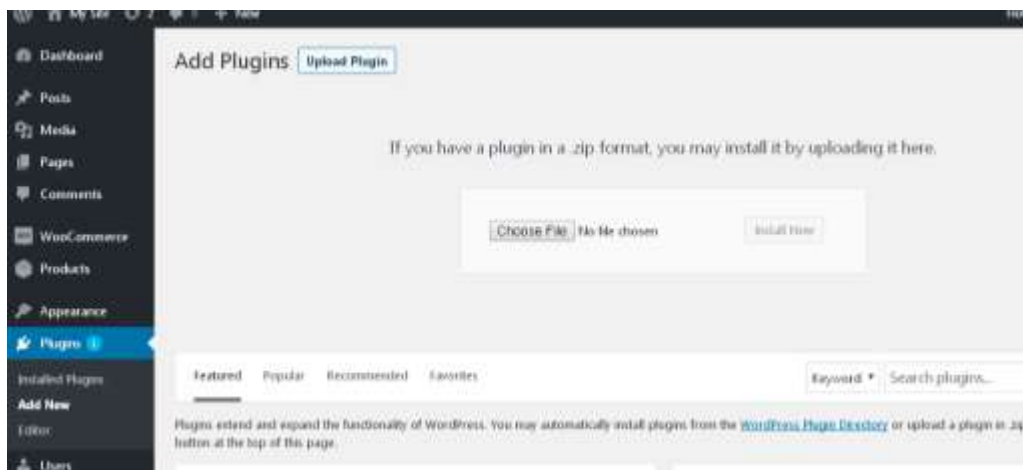 My Site 2 1 + New
Dashboard
Add Plugins Upload Plugin
Posts
Media
If you have a plugin in a .zip format, you may install it by uploading it here.
Pages
Comments
WooCommerce
Choose File No file chosen Install Now
Products
Appearance
Plugins 1
Installed Plugins
Featured Popular Recommended Favorites Keyword Search plugins...
Add New
Editor
Plugins extend and expand the functionality of WordPress. You may automatically install plugins from the WordPress Plugin Directory or upload a plugin in .zip
button at the top of this page.
Users